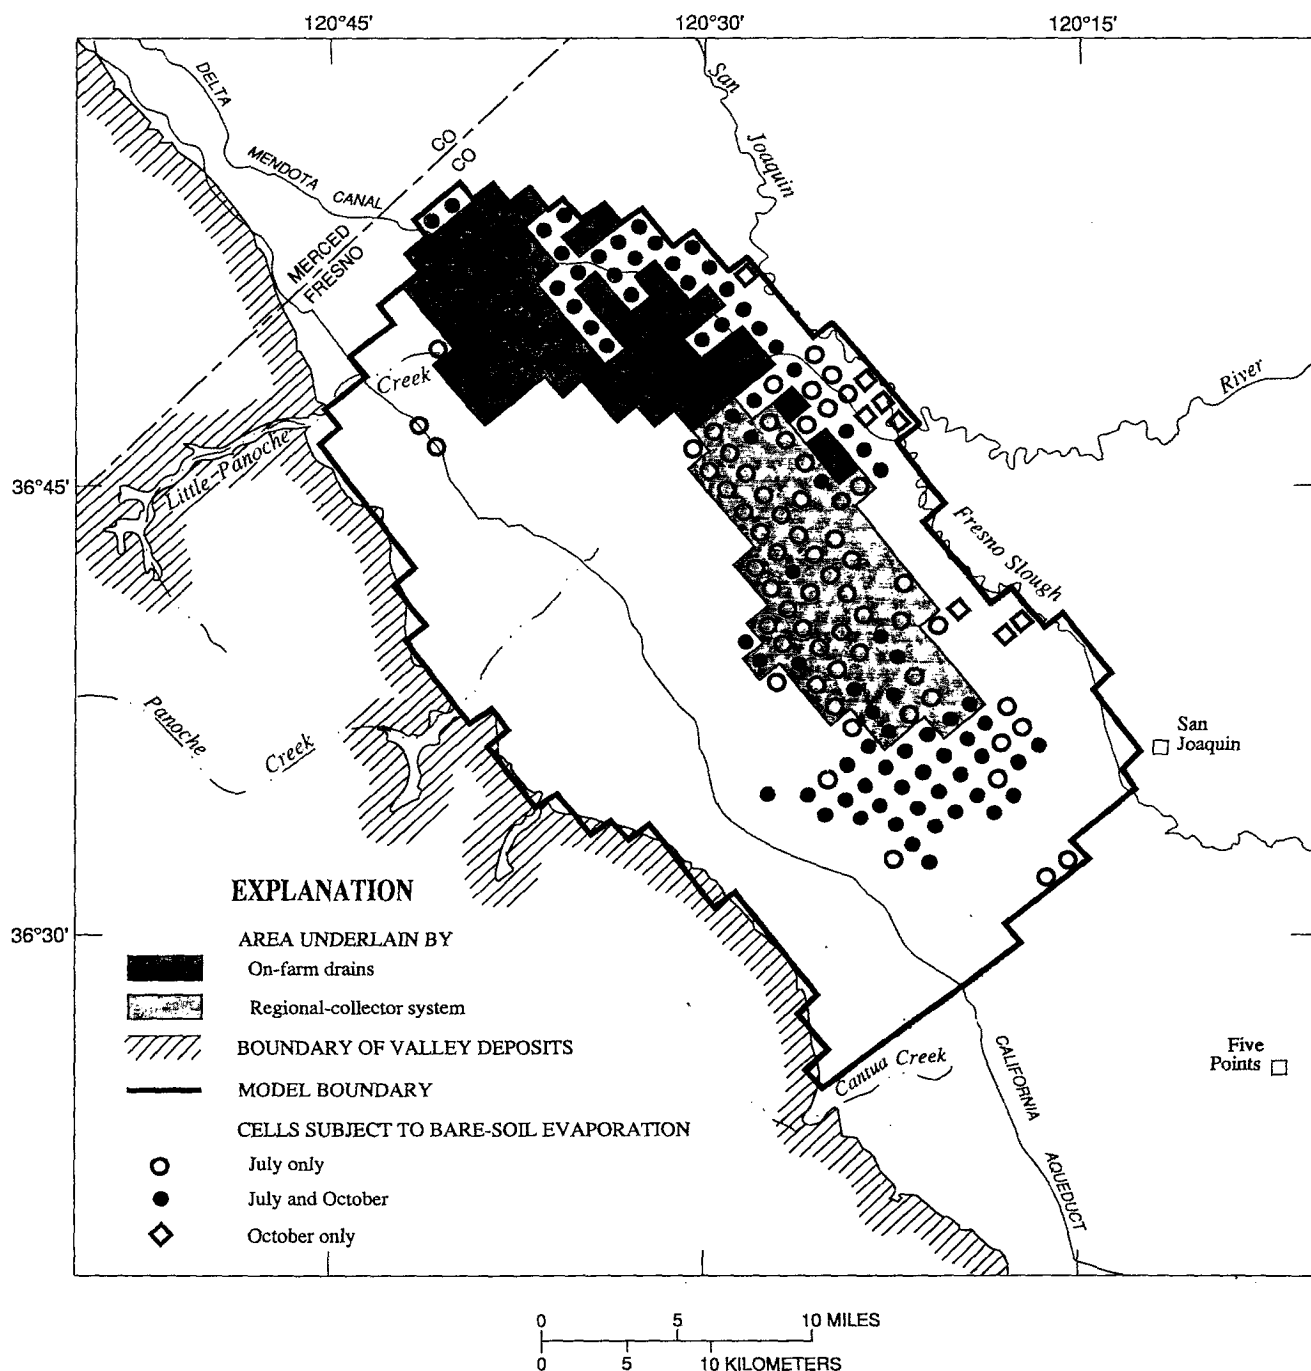 120°45'
120°30'
120°15'
DELTA
MENDOTA
CANAL
CO
CO
MERCED
FRESNO
San
Joaquin
River
Creek
Little Panoche
36°45'
Fresno Slough
Panoche
Creek
San
Joaquin
36°30'
EXPLANATION
AREA UNDERLAIN BY
On-farm drains
Regional-collector system
BOUNDARY OF VALLEY DEPOSITS
MODEL BOUNDARY
CELLS SUBJECT TO BARE-SOIL EVAPORATION
July only
July and October
October only
Cantua Creek
CALIFORNIA
AQUEDUCT
Five
Points
0 5 10 MILES
0 5 10 KILOMETERS